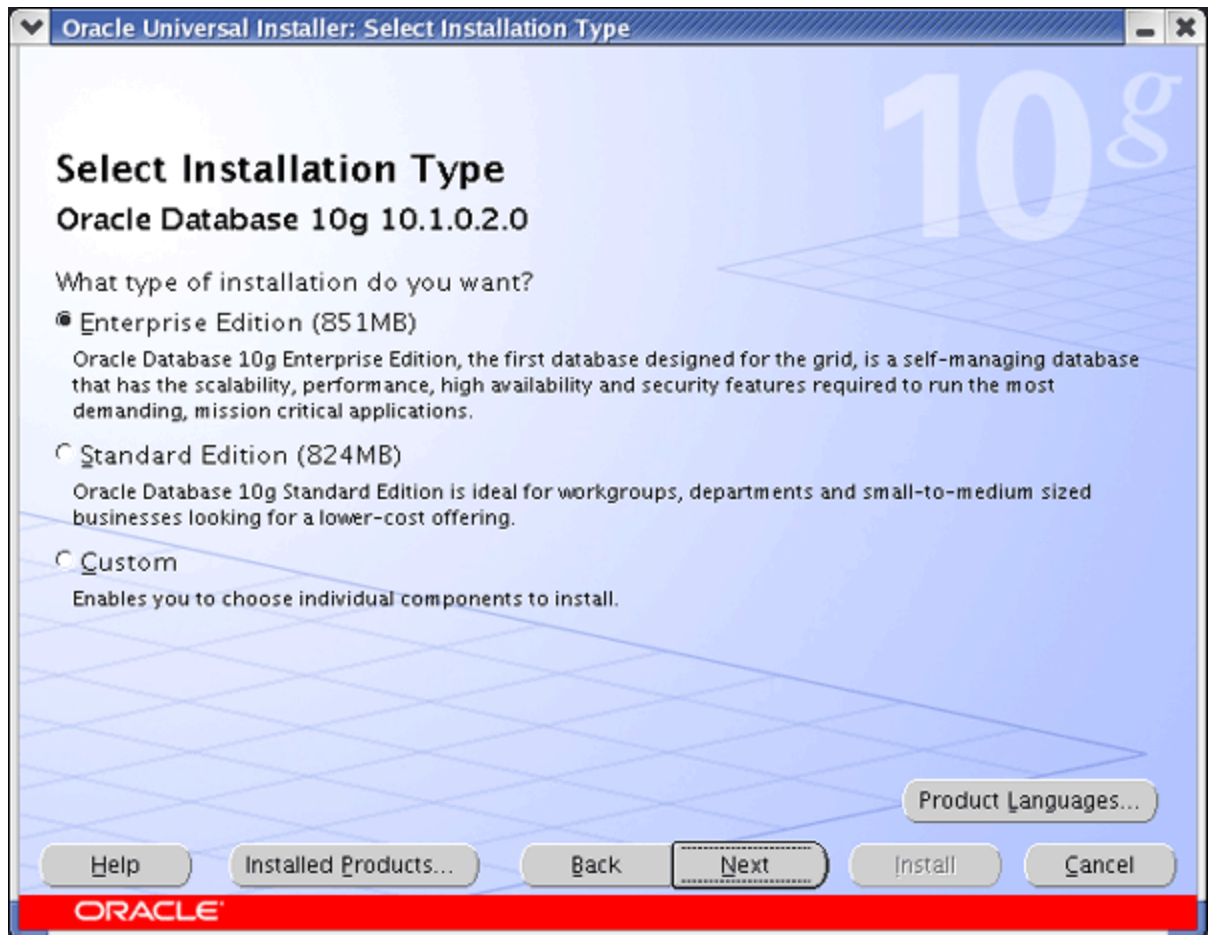 Oracle Universal Installer: Select Installation Type
10g
Select Installation Type
Oracle Database 10g 10.1.0.2.0
What type of installation do you want?
Enterprise Edition (851MB)
Oracle Database 10g Enterprise Edition, the first database designed for the grid, is a self-managing database
that has the scalability, performance, high availability and security features required to run the most
demanding, mission critical applications.
Standard Edition (824MB)
Oracle Database 10g Standard Edition is ideal for workgroups, departments and small-to-medium sized
businesses looking for a lower-cost offering.
Custom
Enables you to choose individual components to install.
Product Languages...
Help Installed Products... Back Next Install Cancel
ORACLE